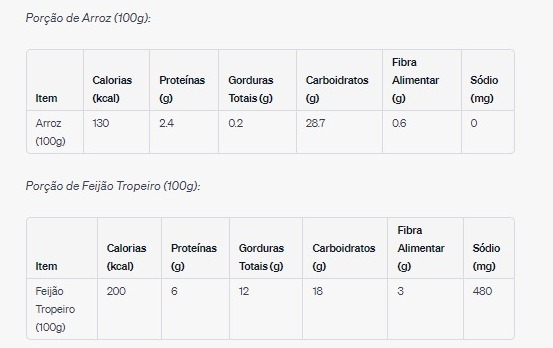 Porção de Arroz (100g):
Item Calorias (kcal) Proteínas (g) Gorduras Totais (g) Carboidratos (g) Fibra Alimentar (g) Sódio (mg)
Arroz (100g) 130 2.4 0.2 28.7 0.6 0
Porção de Feijão Tropeiro (100g):
Item Calorias (kcal) Proteínas (g) Gorduras Totais (g) Carboidratos (g) Fibra Alimentar (g) Sódio (mg)
Feijão Tropeiro (100g) 200 6 12 18 3 480